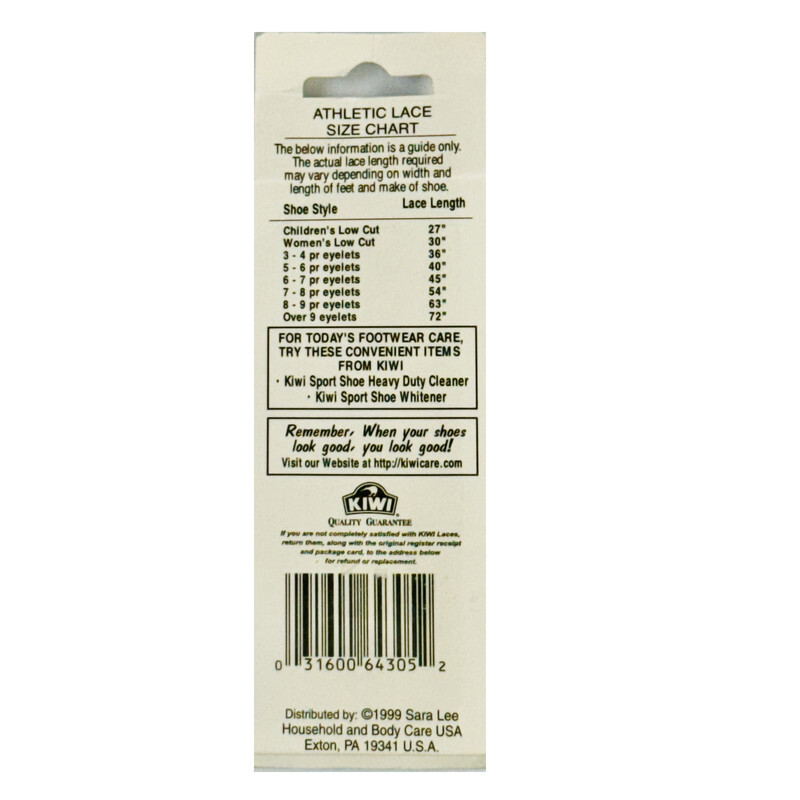 ATHLETIC LACE
SIZE CHART
The below information is a guide only.
The actual lace length required
may vary depending on width and
length of feet and make of shoe.
Shoe Style Lace Length
Children's Low Cut 27"
Women's Low Cut 30"
3 - 4 pr eyelets 36"
5 - 6 pr eyelets 40"
6 - 7 pr eyelets 45"
7 - 8 pr eyelets 54"
8 - 9 pr eyelets 63"
Over 9 eyelets 72"
FOR TODAY'S FOOTWEAR CARE,
TRY THESE CONVENIENT ITEMS
FROM KIWI
· Kiwi Sport Shoe Heavy Duty Cleaner
· Kiwi Sport Shoe Whitener
Remember, When your shoes
look good, you look good!
Visit our Website at http://kiwicare.com
KIWI®
QUALITY GUARANTEE
If you are not completely satisfied with KIWI Laces,
return them, along with the original register receipt
and package card, to the address below
for refund or replacement.
0 31600 64305 2
Distributed by: ©1999 Sara Lee
Household and Body Care USA
Exton, PA 19341 U.S.A.